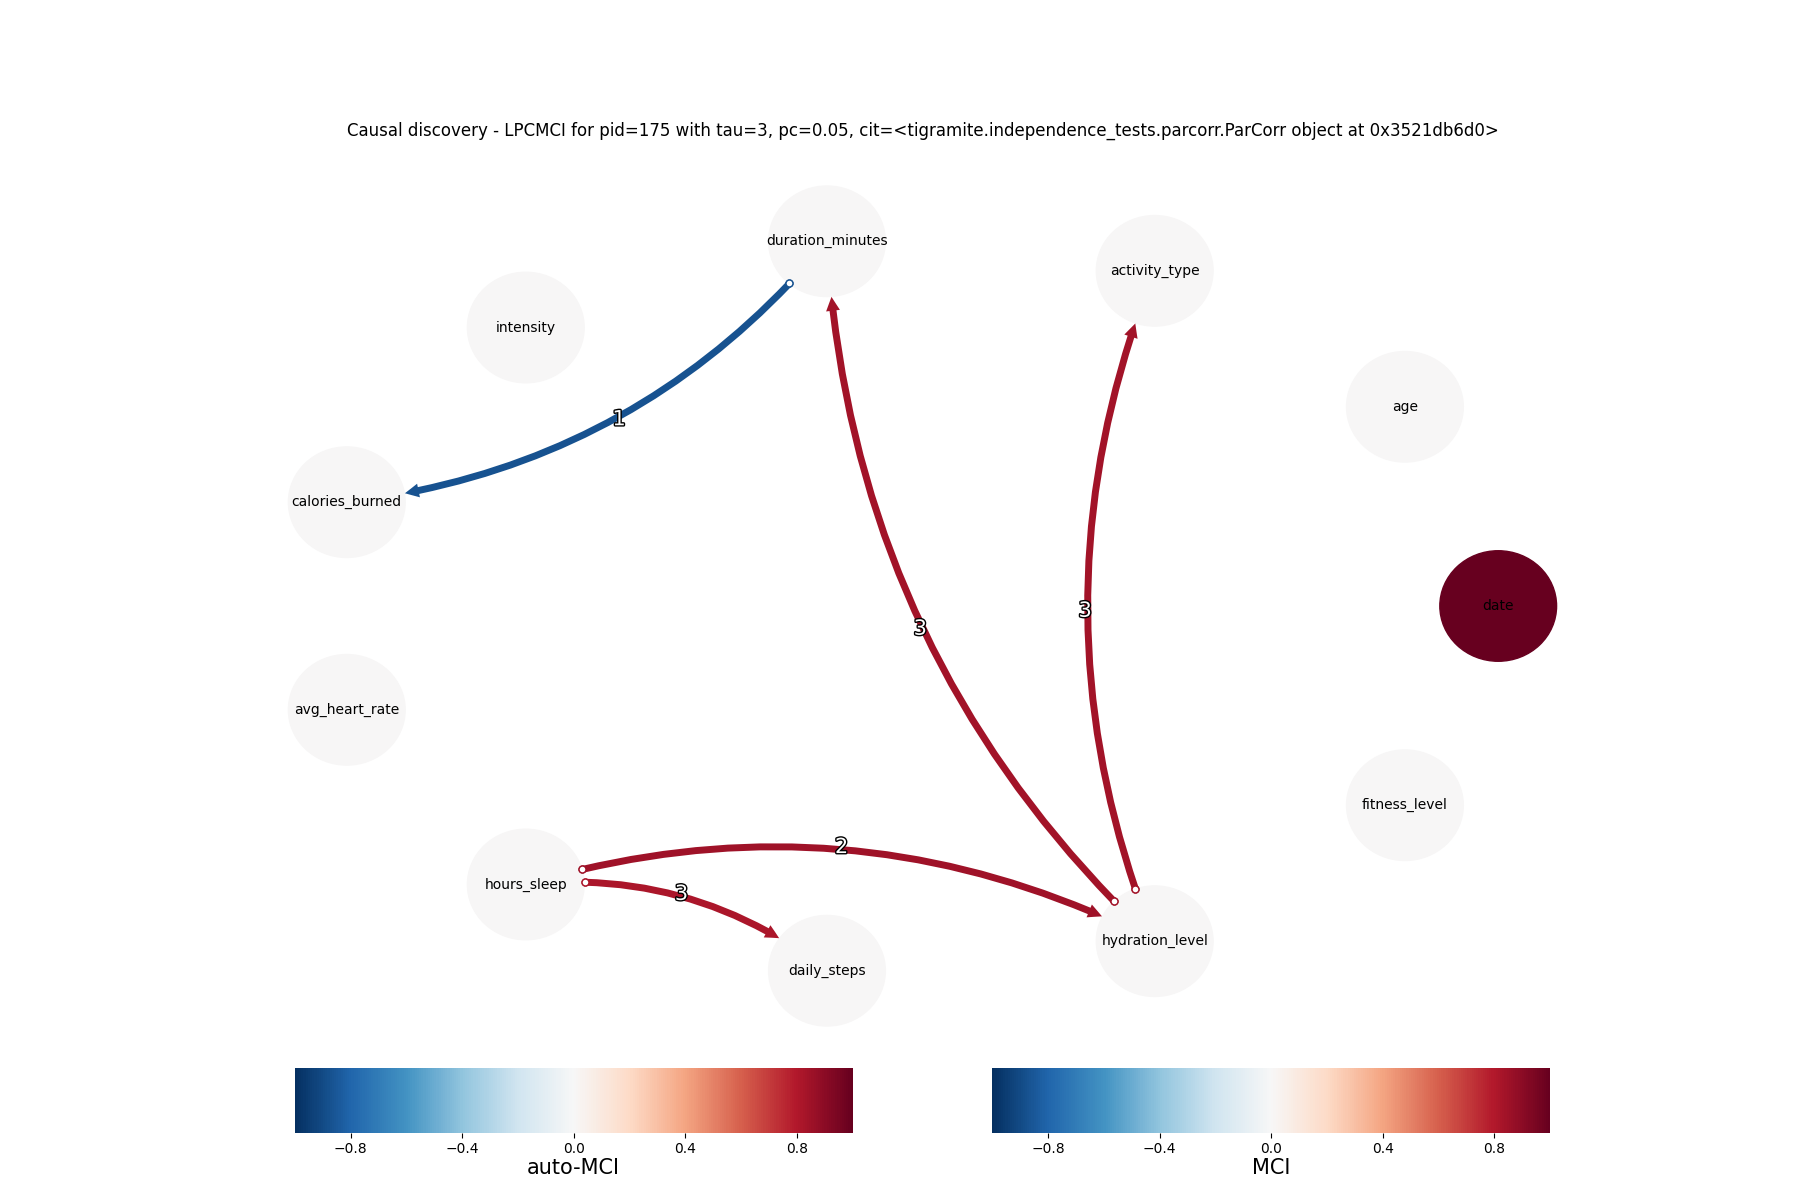 Causal discovery - LPCMCI for pid=175 with tau=3, pc=0.05, cit=<tigramite.independence_tests.parcorr.ParCorr object at 0x3521db6d0>
duration_minutes
activity_type
intensity
age
1
calories_burned
date
3
3
avg_heart_rate
fitness_level
2
hours_sleep
3
hydration_level
daily_steps
−0.8 −0.4 0.0 0.4 0.8
auto-MCI
−0.8 −0.4 0.0 0.4 0.8
MCI